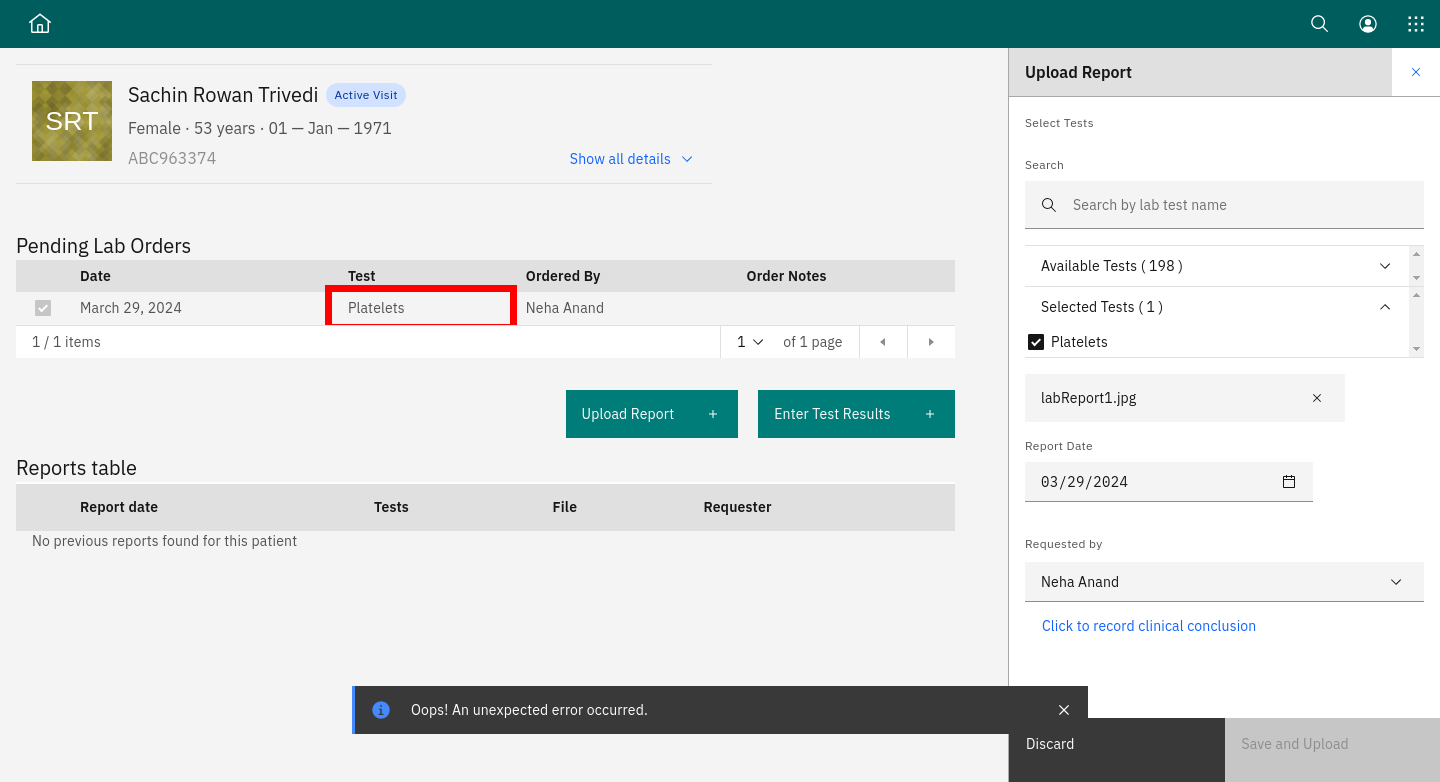 Upload Report
Sachin Rowan Trivedi Active Visit
SRT
Female · 53 years · 01 — Jan — 1971
ABC963374
Show all details
Pending Lab Orders
Date Test Ordered By Order Notes
March 29, 2024 Platelets Neha Anand
1 / 1 items 1 of 1 page
Upload Report + Enter Test Results +
Reports table
Report date Tests File Requester
No previous reports found for this patient
Select Tests
Search
Search by lab test name
Available Tests ( 198 )
Selected Tests ( 1 )
Platelets
labReport1.jpg
Report Date
03/29/2024
Requested by
Neha Anand
Click to record clinical conclusion
Oops! An unexpected error occurred.
Discard Save and Upload